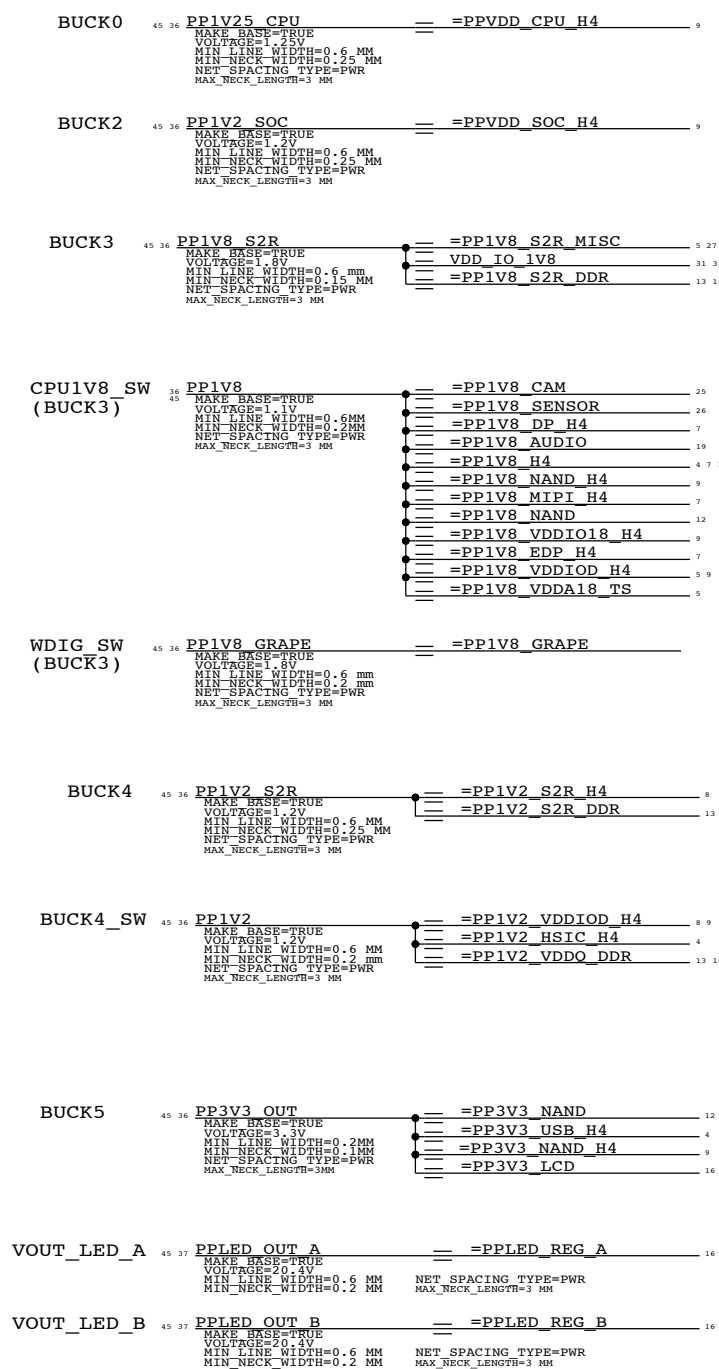 BUCK0 45 36 PP1V25_CPU =PPVDD_CPU_H4 9
MAKE_BASE=TRUE
VOLTAGE=1.25V
MIN_LINE_WIDTH=0.6 MM
MIN_NECK_WIDTH=0.25 MM
NET_SPACING_TYPE=PWR
MAX_NECK_LENGTH=3 MM
BUCK2 45 36 PP1V2_SOC =PPVDD_SOC_H4 9
MAKE_BASE=TRUE
VOLTAGE=1.2V
MIN_LINE_WIDTH=0.6 MM
MIN_NECK_WIDTH=0.25 MM
NET_SPACING_TYPE=PWR
MAX_NECK_LENGTH=3 MM
BUCK3 45 36 PP1V8_S2R =PP1V8_S2R_MISC 5 27
VDD_IO_1V8 31
=PP1V8_S2R_DDR 13
MAKE_BASE=TRUE
VOLTAGE=1.8V
MIN_LINE_WIDTH=0.6 mm
MIN_NECK_WIDTH=0.15 MM
NET_SPACING_TYPE=PWR
MAX_NECK_LENGTH=3 MM
CPU1V8_SW 36 PP1V8 =PP1V8_CAM 25
(BUCK3) 45
MAKE_BASE=TRUE
VOLTAGE=1.1V
MIN_LINE_WIDTH=0.6MM
MIN_NECK_WIDTH=0.2MM
NET_SPACING_TYPE=PWR
MAX_NECK_LENGTH=3 MM
=PP1V8_SENSOR 26
=PP1V8_DP_H4 7
=PP1V8_AUDIO 19
=PP1V8_H4 4 7
=PP1V8_NAND_H4 9
=PP1V8_MIPI_H4 7
=PP1V8_NAND 12
=PP1V8_VDDIO18_H4 9
=PP1V8_EDP_H4 7
=PP1V8_VDDIOD_H4 5 9
=PP1V8_VDDA18_TS 5
WDIG_SW 45 36 PP1V8_GRAPE =PP1V8_GRAPE
(BUCK3)
MAKE_BASE=TRUE
VOLTAGE=1.8V
MIN_LINE_WIDTH=0.6 mm
MIN_NECK_WIDTH=0.2 mm
NET_SPACING_TYPE=PWR
MAX_NECK_LENGTH=3 MM
BUCK4 45 36 PP1V2_S2R =PP1V2_S2R_H4 8
=PP1V2_S2R_DDR 13
MAKE_BASE=TRUE
VOLTAGE=1.2V
MIN_LINE_WIDTH=0.6 MM
MIN_NECK_WIDTH=0.25 MM
NET_SPACING_TYPE=PWR
MAX_NECK_LENGTH=3 MM
BUCK4_SW 45 36 PP1V2 =PP1V2_VDDIOD_H4 8 9
=PP1V2_HSIC_H4 4
=PP1V2_VDDQ_DDR 13
MAKE_BASE=TRUE
VOLTAGE=1.2V
MIN_LINE_WIDTH=0.6 MM
MIN_NECK_WIDTH=0.2 mm
NET_SPACING_TYPE=PWR
MAX_NECK_LENGTH=3 MM
BUCK5 45 36 PP3V3_OUT =PP3V3_NAND 12
=PP3V3_USB_H4 4
=PP3V3_NAND_H4 9
=PP3V3_LCD 16
MAKE_BASE=TRUE
VOLTAGE=3.3V
MIN_LINE_WIDTH=0.2MM
MIN_NECK_WIDTH=0.1MM
NET_SPACING_TYPE=PWR
MAX_NECK_LENGTH=3MM
VOUT_LED_A 45 37 PPLED_OUT_A =PPLED_REG_A 16
MAKE_BASE=TRUE
VOLTAGE=20.4V
MIN_LINE_WIDTH=0.6 MM NET_SPACING_TYPE=PWR
MIN_NECK_WIDTH=0.2 MM MAX_NECK_LENGTH=3 MM
VOUT_LED_B 45 37 PPLED_OUT_B =PPLED_REG_B 16
MAKE_BASE=TRUE
VOLTAGE=20.4V
MIN_LINE_WIDTH=0.6 MM NET_SPACING_TYPE=PWR
MIN_NECK_WIDTH=0.2 MM MAX_NECK_LENGTH=3 MM